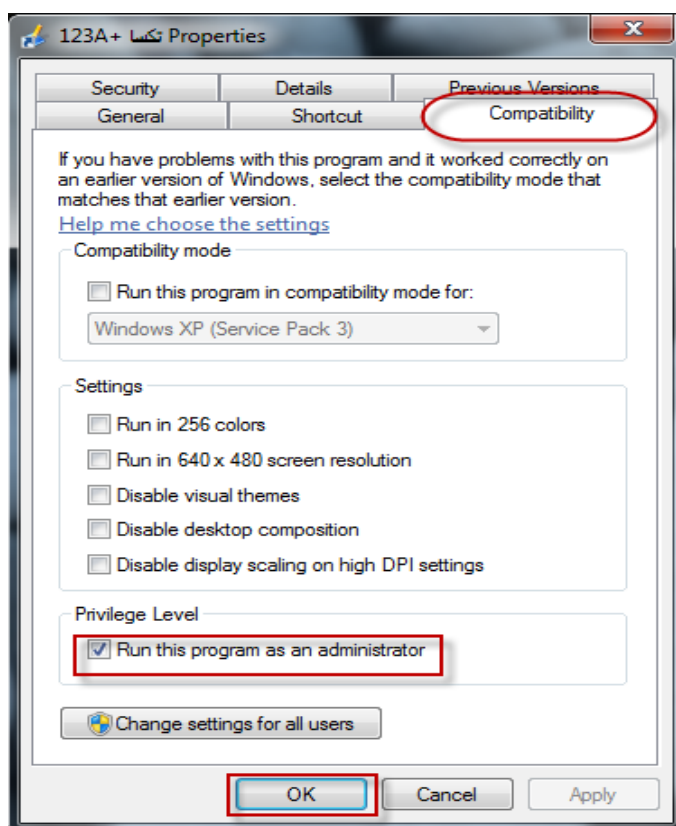 123A+ تكسا Properties
Security Details Previous Versions
General Shortcut Compatibility
If you have problems with this program and it worked correctly on
an earlier version of Windows, select the compatibility mode that
matches that earlier version.
Help me choose the settings
Compatibility mode
Run this program in compatibility mode for:
Windows XP (Service Pack 3)
Settings
Run in 256 colors
Run in 640 x 480 screen resolution
Disable visual themes
Disable desktop composition
Disable display scaling on high DPI settings
Privilege Level
Run this program as an administrator
Change settings for all users
OK Cancel Apply